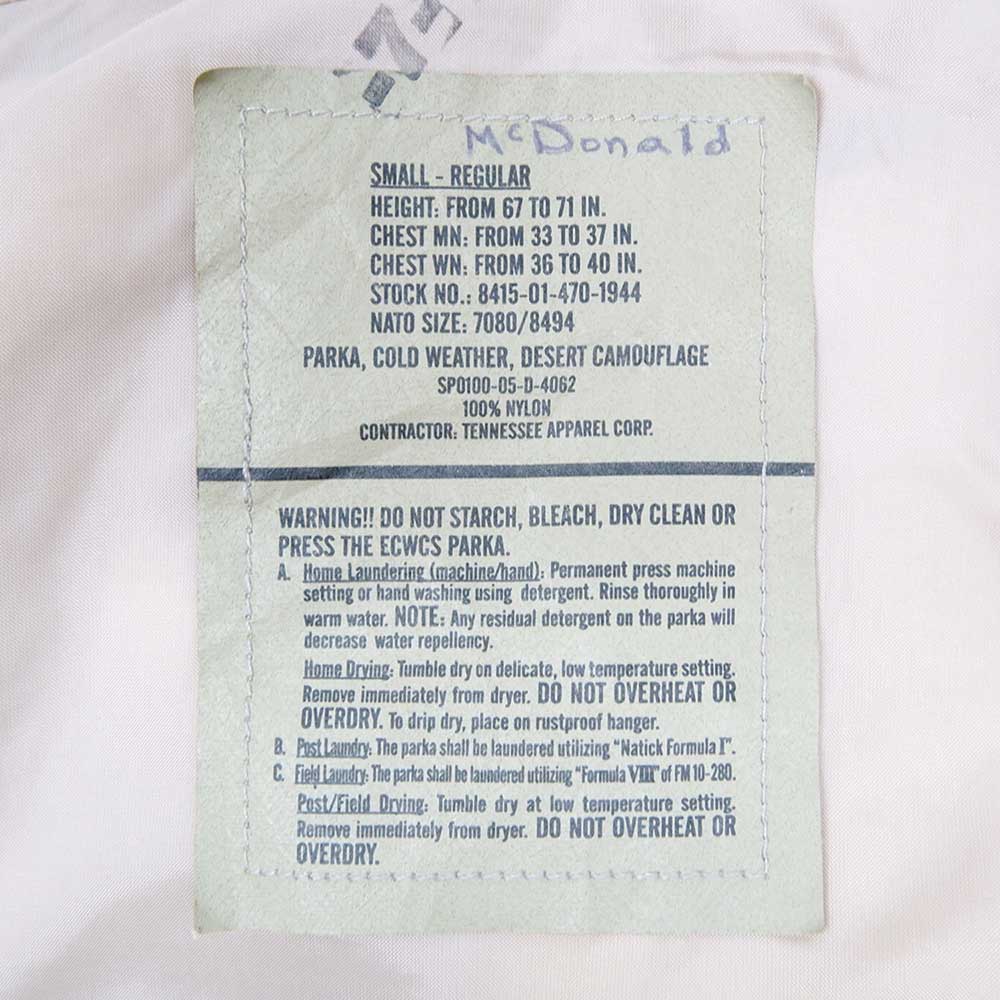 McDonald
SMALL - REGULAR
HEIGHT: FROM 67 TO 71 IN.
CHEST MN: FROM 33 TO 37 IN.
CHEST WN: FROM 36 TO 40 IN.
STOCK NO.: 8415-01-470-1944
NATO SIZE: 7080/8494
PARKA, COLD WEATHER, DESERT CAMOUFLAGE
SPO100-05-D-4062
100% NYLON
CONTRACTOR: TENNESSEE APPAREL CORP.
WARNING!! DO NOT STARCH, BLEACH, DRY CLEAN OR
PRESS THE ECWCS PARKA.
A. Home Laundering (machine/hand): Permanent press machine
setting or hand washing using detergent. Rinse thoroughly in
warm water. NOTE: Any residual detergent on the parka will
decrease water repellency.
Home Drying: Tumble dry on delicate, low temperature setting.
Remove immediately from dryer. DO NOT OVERHEAT OR
OVERDRY. To drip dry, place on rustproof hanger.
B. Post Laundry: The parka shall be laundered utilizing "Natick Formula I".
C. Field Laundry: The parka shall be laundered utilizing "Formula VIII" of FM 10-280.
Post/Field Drying: Tumble dry at low temperature setting.
Remove immediately from dryer. DO NOT OVERHEAT OR
OVERDRY.